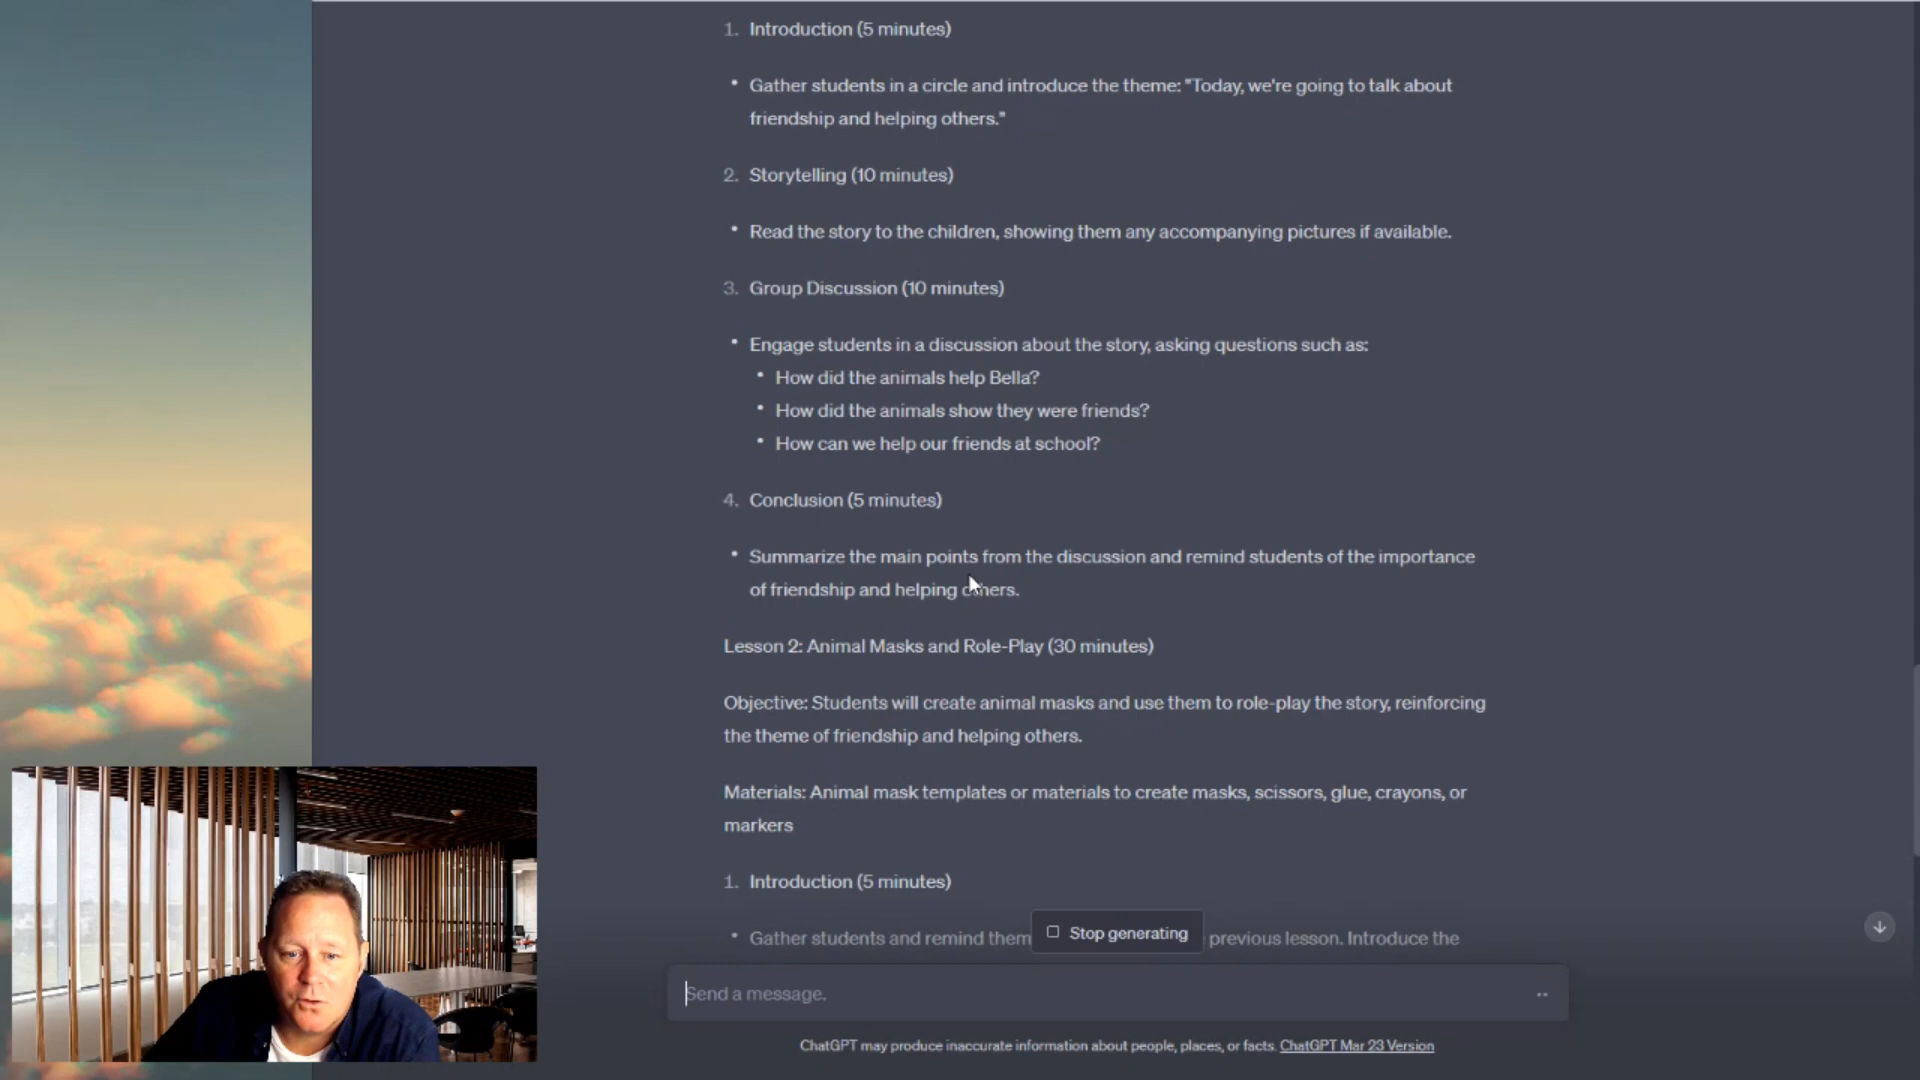 1. Introduction (5 minutes)
• Gather students in a circle and introduce the theme: "Today, we're going to talk about
friendship and helping others."
2. Storytelling (10 minutes)
• Read the story to the children, showing them any accompanying pictures if available.
3. Group Discussion (10 minutes)
• Engage students in a discussion about the story, asking questions such as:
• How did the animals help Bella?
• How did the animals show they were friends?
• How can we help our friends at school?
4. Conclusion (5 minutes)
• Summarize the main points from the discussion and remind students of the importance
of friendship and helping others.
Lesson 2: Animal Masks and Role-Play (30 minutes)
Objective: Students will create animal masks and use them to role-play the story, reinforcing
the theme of friendship and helping others.
Materials: Animal mask templates or materials to create masks, scissors, glue, crayons, or
markers
1. Introduction (5 minutes)
• Gather students and remind them previous lesson. Introduce the
Stop generating
Send a message.
ChatGPT may produce inaccurate information about people, places, or facts. ChatGPT Mar 23 Version